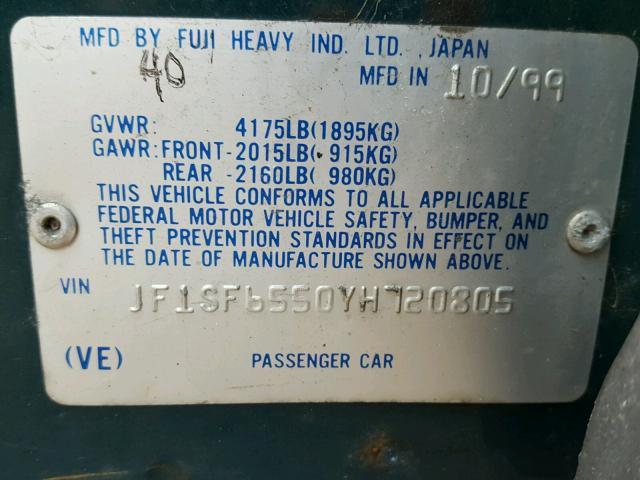 MFD BY FUJI HEAVY IND. LTD. , JAPAN
40
MFD IN 10/99
GVWR: 4175LB(1895KG)
GAWR:FRONT-2015LB( 915KG)
REAR -2160LB( 980KG)
THIS VEHICLE CONFORMS TO ALL APPLICABLE
FEDERAL MOTOR VEHICLE SAFETY, BUMPER, AND
THEFT PREVENTION STANDARDS IN EFFECT ON
THE DATE OF MANUFACTURE SHOWN ABOVE.
VIN JF1SF6550YH720805
(VE) PASSENGER CAR